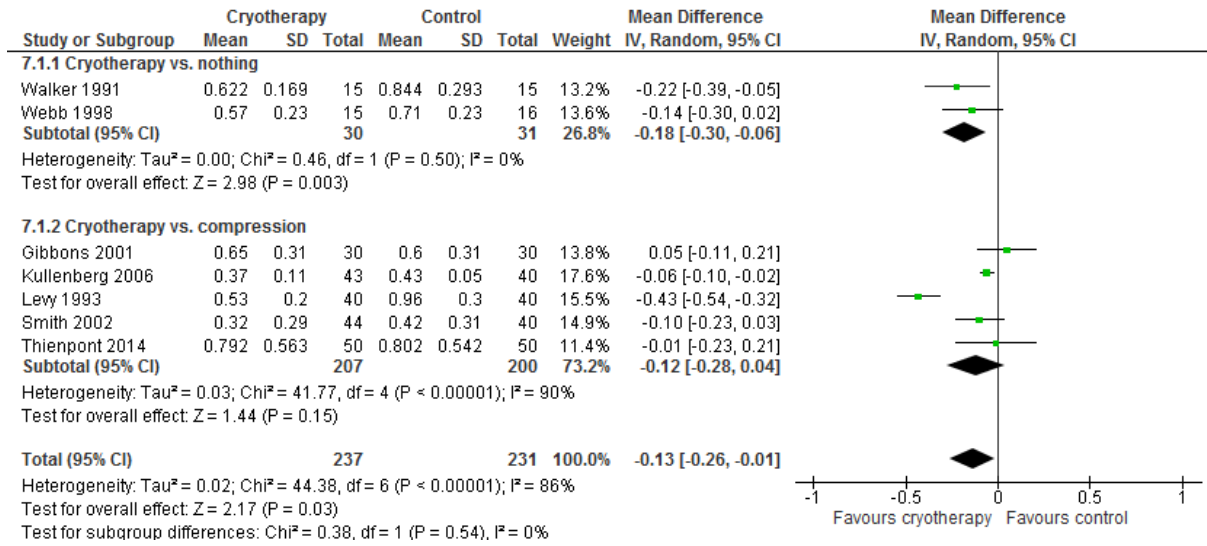 Cryotherapy Control Mean Difference Mean Difference
Study or Subgroup Mean SD Total Mean SD Total Weight IV, Random, 95% CI IV, Random, 95% CI
7.1.1 Cryotherapy vs. nothing
Walker 1991 0.622 0.169 15 0.844 0.293 15 13.2% -0.22 [-0.39, -0.05]
Webb 1998 0.57 0.23 15 0.71 0.23 16 13.6% -0.14 [-0.30, 0.02]
Subtotal (95% CI) 30 31 26.8% -0.18 [-0.30, -0.06]
Heterogeneity: Tau² = 0.00; Chi² = 0.46, df = 1 (P = 0.50); I² = 0%
Test for overall effect: Z = 2.98 (P = 0.003)
7.1.2 Cryotherapy vs. compression
Gibbons 2001 0.65 0.31 30 0.6 0.31 30 13.8% 0.05 [-0.11, 0.21]
Kullenberg 2006 0.37 0.11 43 0.43 0.05 40 17.6% -0.06 [-0.10, -0.02]
Levy 1993 0.53 0.2 40 0.96 0.3 40 15.5% -0.43 [-0.54, -0.32]
Smith 2002 0.32 0.29 44 0.42 0.31 40 14.9% -0.10 [-0.23, 0.03]
Thienpont 2014 0.792 0.563 50 0.802 0.542 50 11.4% -0.01 [-0.23, 0.21]
Subtotal (95% CI) 207 200 73.2% -0.12 [-0.28, 0.04]
Heterogeneity: Tau² = 0.03; Chi² = 41.77, df = 4 (P < 0.00001); I² = 90%
Test for overall effect: Z = 1.44 (P = 0.15)
Total (95% CI) 237 231 100.0% -0.13 [-0.26, -0.01]
Heterogeneity: Tau² = 0.02; Chi² = 44.38, df = 6 (P < 0.00001); I² = 86%
Test for overall effect: Z = 2.17 (P = 0.03)
Test for subgroup differences: Chi² = 0.38, df = 1 (P = 0.54), I² = 0%
-1 -0.5 0 0.5 1
Favours cryotherapy Favours control